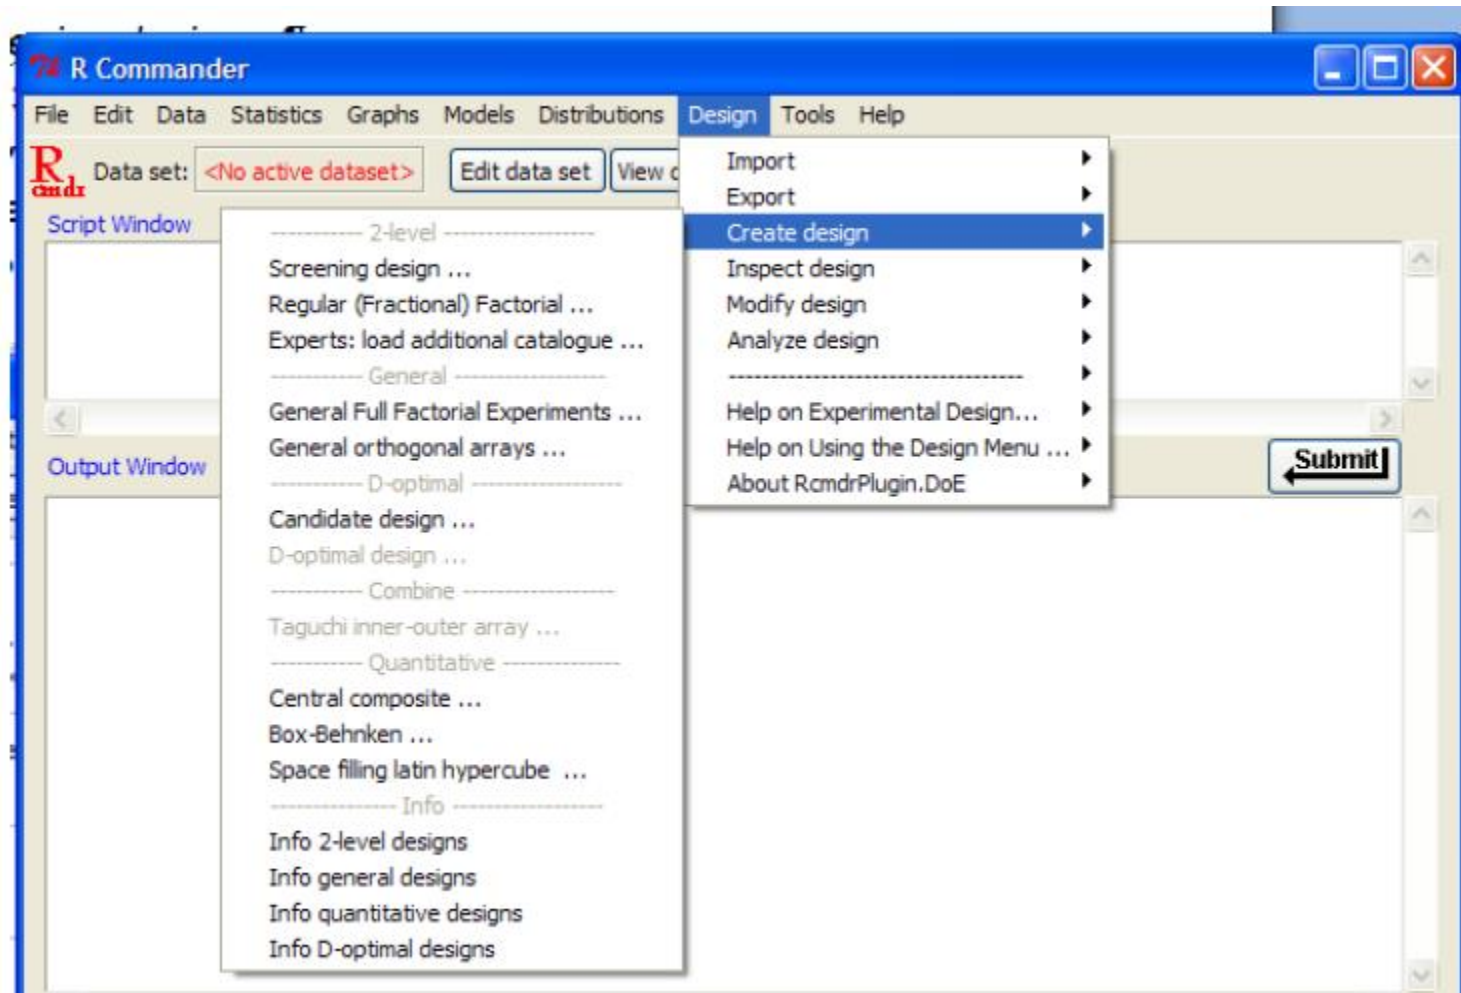 R Commander
File Edit Data Statistics Graphs Models Distributions Design Tools Help
R cmdr Data set: <No active dataset> Edit data set View
Script Window
----------- 2-level ------------------
Screening design ...
Regular (Fractional) Factorial ...
Experts: load additional catalogue ...
----------- General ------------------
General Full Factorial Experiments ...
General orthogonal arrays ...
----------- D-optimal ------------------
Candidate design ...
D-optimal design ...
----------- Combine ------------------
Taguchi inner-outer array ...
----------- Quantitative --------------
Central composite ...
Box-Behnken ...
Space filling latin hypercube ...
--------------- Info ------------------
Info 2-level designs
Info general designs
Info quantitative designs
Info D-optimal designs
Import
Export
Create design
Inspect design
Modify design
Analyze design
-----------------------------------
Help on Experimental Design...
Help on Using the Design Menu ...
About RcmdrPlugin.DoE
Output Window
Submit